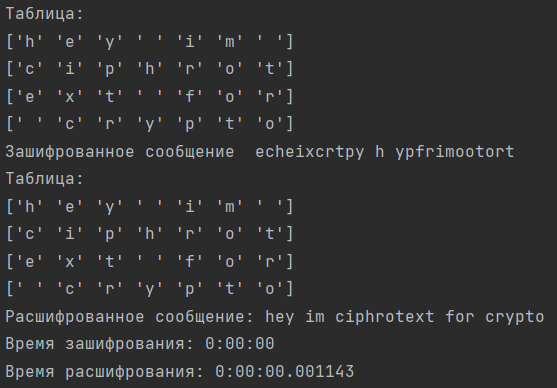 Таблица:
['h' 'e' 'y' ' ' 'i' 'm' ' ']
['c' 'i' 'p' 'h' 'r' 'o' 't']
['e' 'x' 't' ' ' 'f' 'o' 'r']
[' ' 'c' 'r' 'y' 'p' 't' 'o']
Зашифрованное сообщение  echeixcrtpy h ypfrimootort
Таблица:
['h' 'e' 'y' ' ' 'i' 'm' ' ']
['c' 'i' 'p' 'h' 'r' 'o' 't']
['e' 'x' 't' ' ' 'f' 'o' 'r']
[' ' 'c' 'r' 'y' 'p' 't' 'o']
Расшифрованное сообщение: hey im ciphrotext for crypto
Время зашифрования: 0:00:00
Время расшифрования: 0:00:00.001143